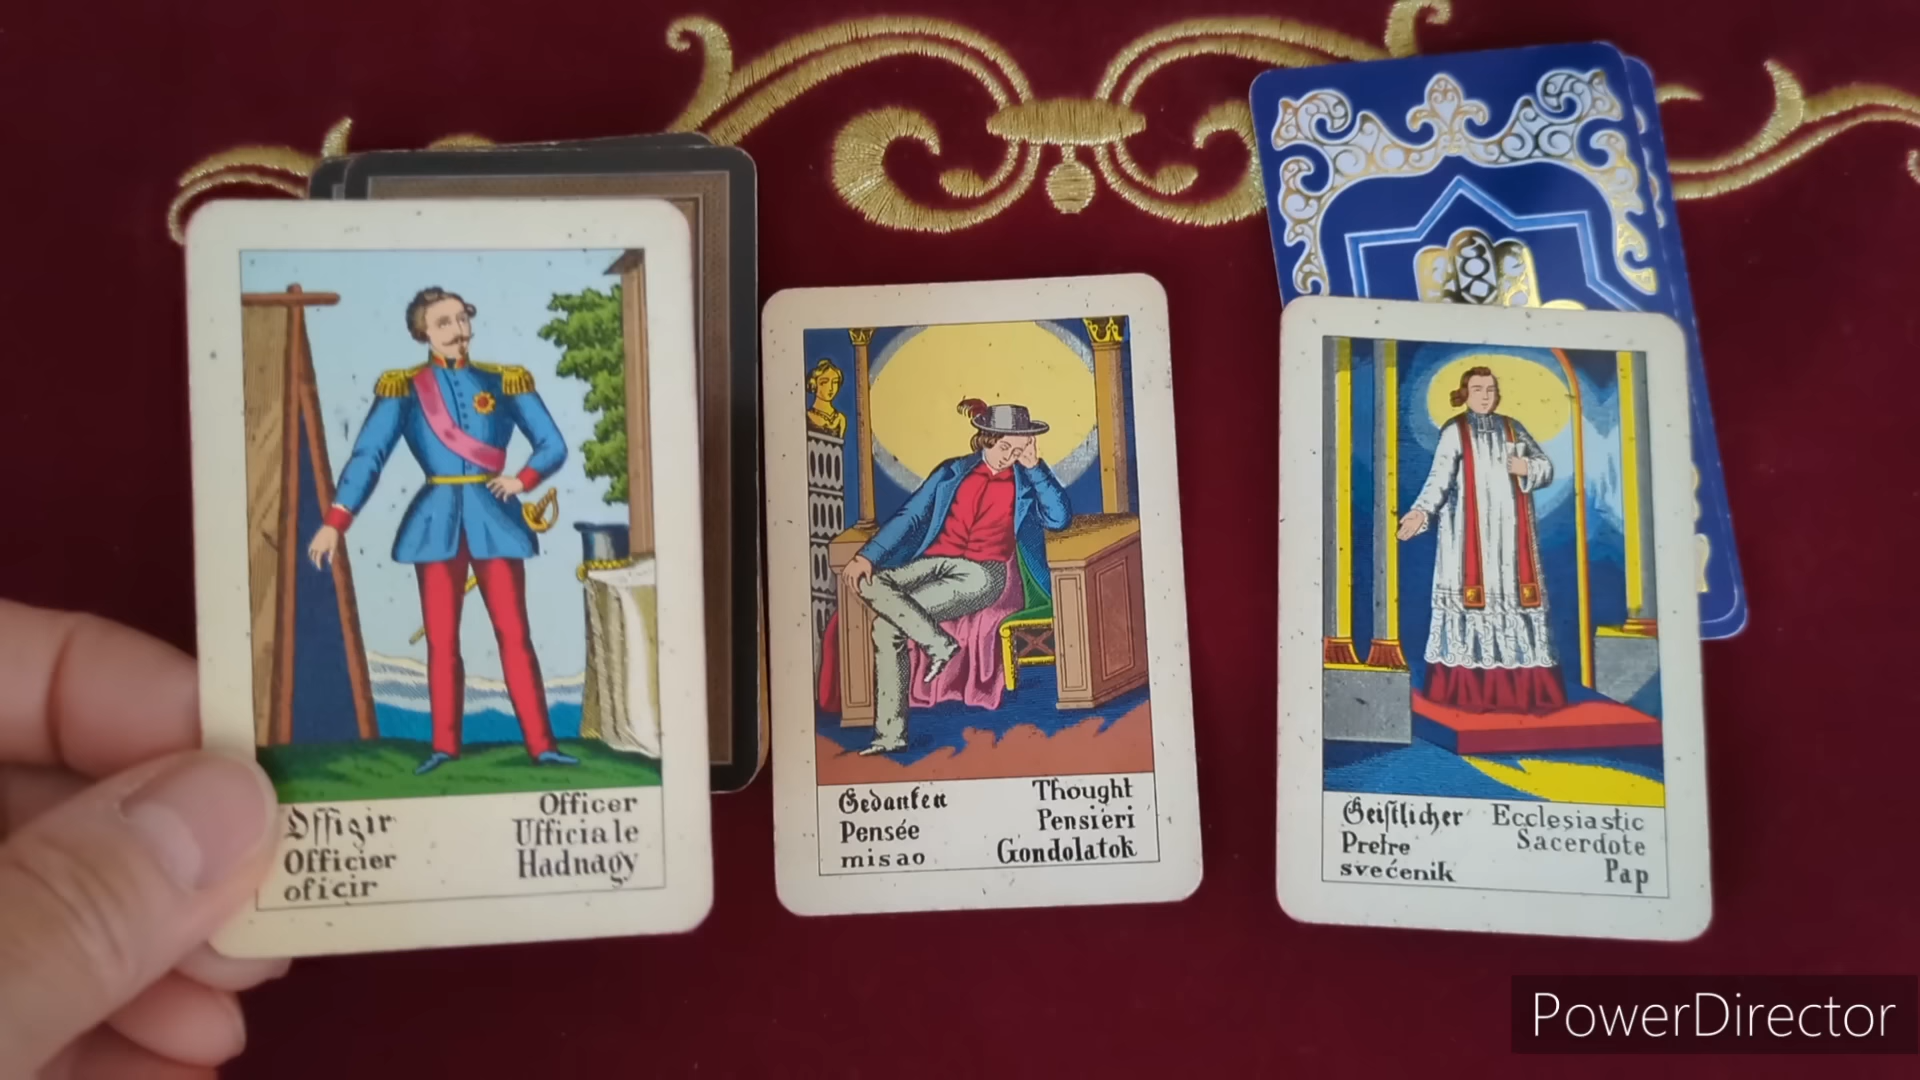 Offizir
Officier
oficir
Officer
Ufficiale
Hadnagy
Gedanken
Pensée
misao
Thought
Pensieri
Gondolatok
Geistlicher
Pretre
svećenik
Ecclesiastic
Sacerdote
Pap
PowerDirector